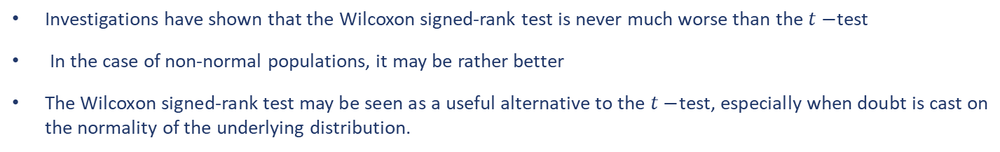 • Investigations have shown that the Wilcoxon signed-rank test is never much worse than the t −test
• In the case of non-normal populations, it may be rather better
• The Wilcoxon signed-rank test may be seen as a useful alternative to the t −test, especially when doubt is cast on
the normality of the underlying distribution.